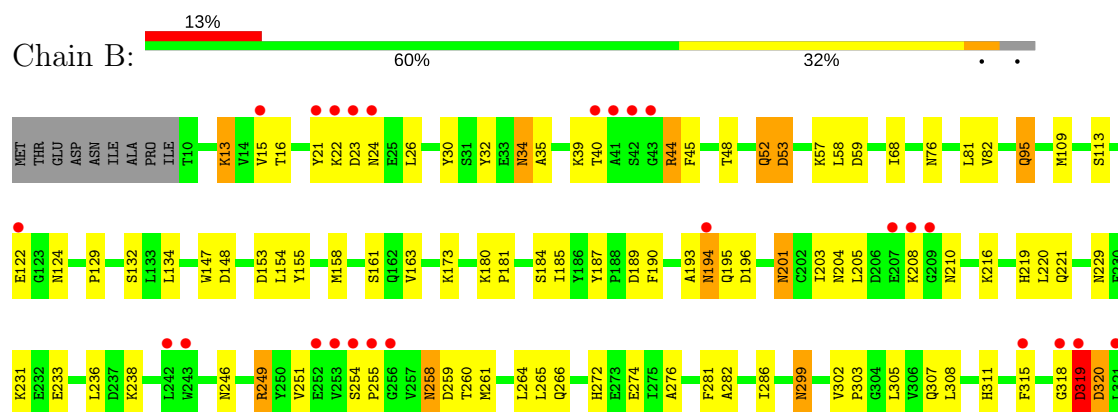 13%
Chain B:
60% 32% • •
MET THR GLU ASP ASN ILE ALA PRO ILE T10 K13 V14 V15 T16 Y21 K22 D23 N24 E25 L26 Y30 S31 Y32 E33 N34 A35 K39 T40 A41 S42 G43 R44 F45 T48 Q52 D53 K57 L58 D59 I68 N76 L81 V82 Q95 M109 S113
E122 G123 N124 P129 S132 L133 L134 W147 D148 D153 L154 Y155 M158 S161 Q162 V163 K173 K180 P181 S184 I185 Y186 Y187 P188 D189 F190 A193 N194 Q195 D196 N201 C202 I203 N204 L205 D206 E207 K208 G209 N210 K216 H219 L220 Q221 N229
K231 E232 E233 L236 D237 K238 L242 W243 N246 R249 Y250 V251 E252 V253 S254 P255 G256 V257 N258 D259 T260 M261 L264 L265 Q266 H272 E273 E274 I275 A276 F281 A282 I286 N299 V302 P303 G304 L305 V306 Q307 L308 H311 F315 G318 D319 D320